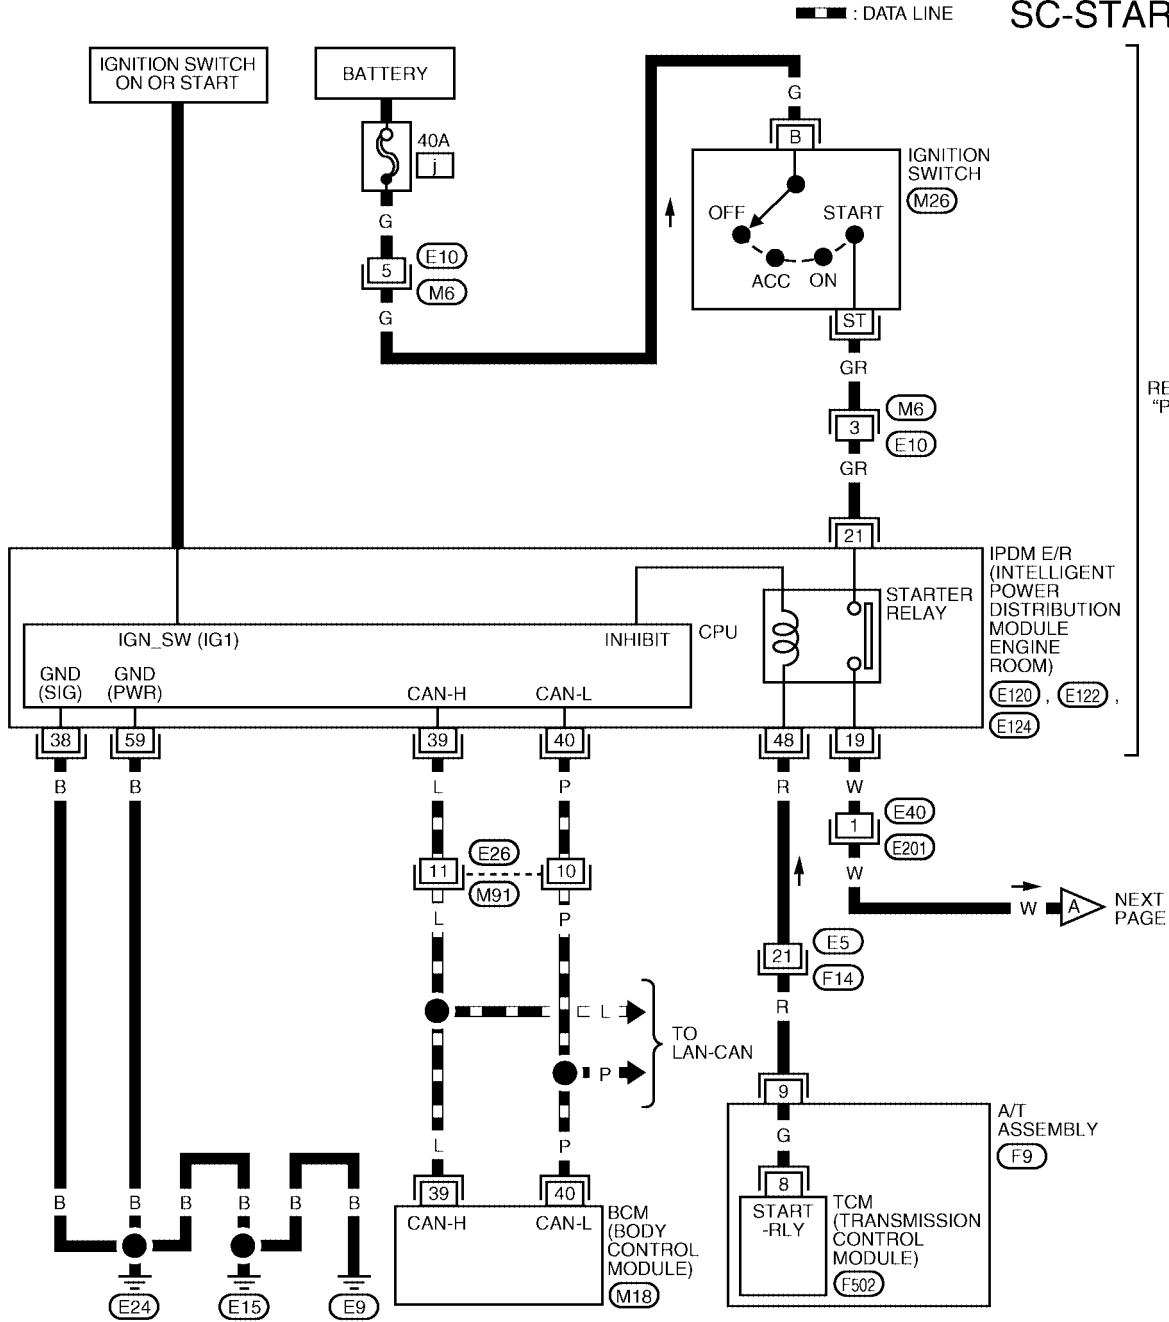 : DATA LINE
SC-STAR
IGNITION SWITCH
ON OR START
BATTERY
40A
j
G
5
E10
M6
G
G
B
IGNITION
SWITCH
M26
OFF
START
ACC
ON
ST
GR
M6
3
E10
GR
RE
“P
21
IPDM E/R
(INTELLIGENT
POWER
DISTRIBUTION
MODULE
ENGINE
ROOM)
E120 , E122 ,
E124
STARTER
RELAY
CPU
IGN_SW (IG1)
INHIBIT
GND
(SIG)
GND
(PWR)
CAN-H
CAN-L
38
59
39
40
48
19
B
B
L
P
R
W
E40
1
E201
W
11
E26
10
M91
L
P
W
A
NEXT
PAGE
21
E5
F14
R
L
P
TO
LAN-CAN
9
A/T
ASSEMBLY
F9
G
8
START
-RLY
TCM
(TRANSMISSION
CONTROL
MODULE)
F502
L
P
39
40
CAN-H
CAN-L
BCM
(BODY
CONTROL
MODULE)
M18
B
B
B
B
B
B
E24
E15
E9